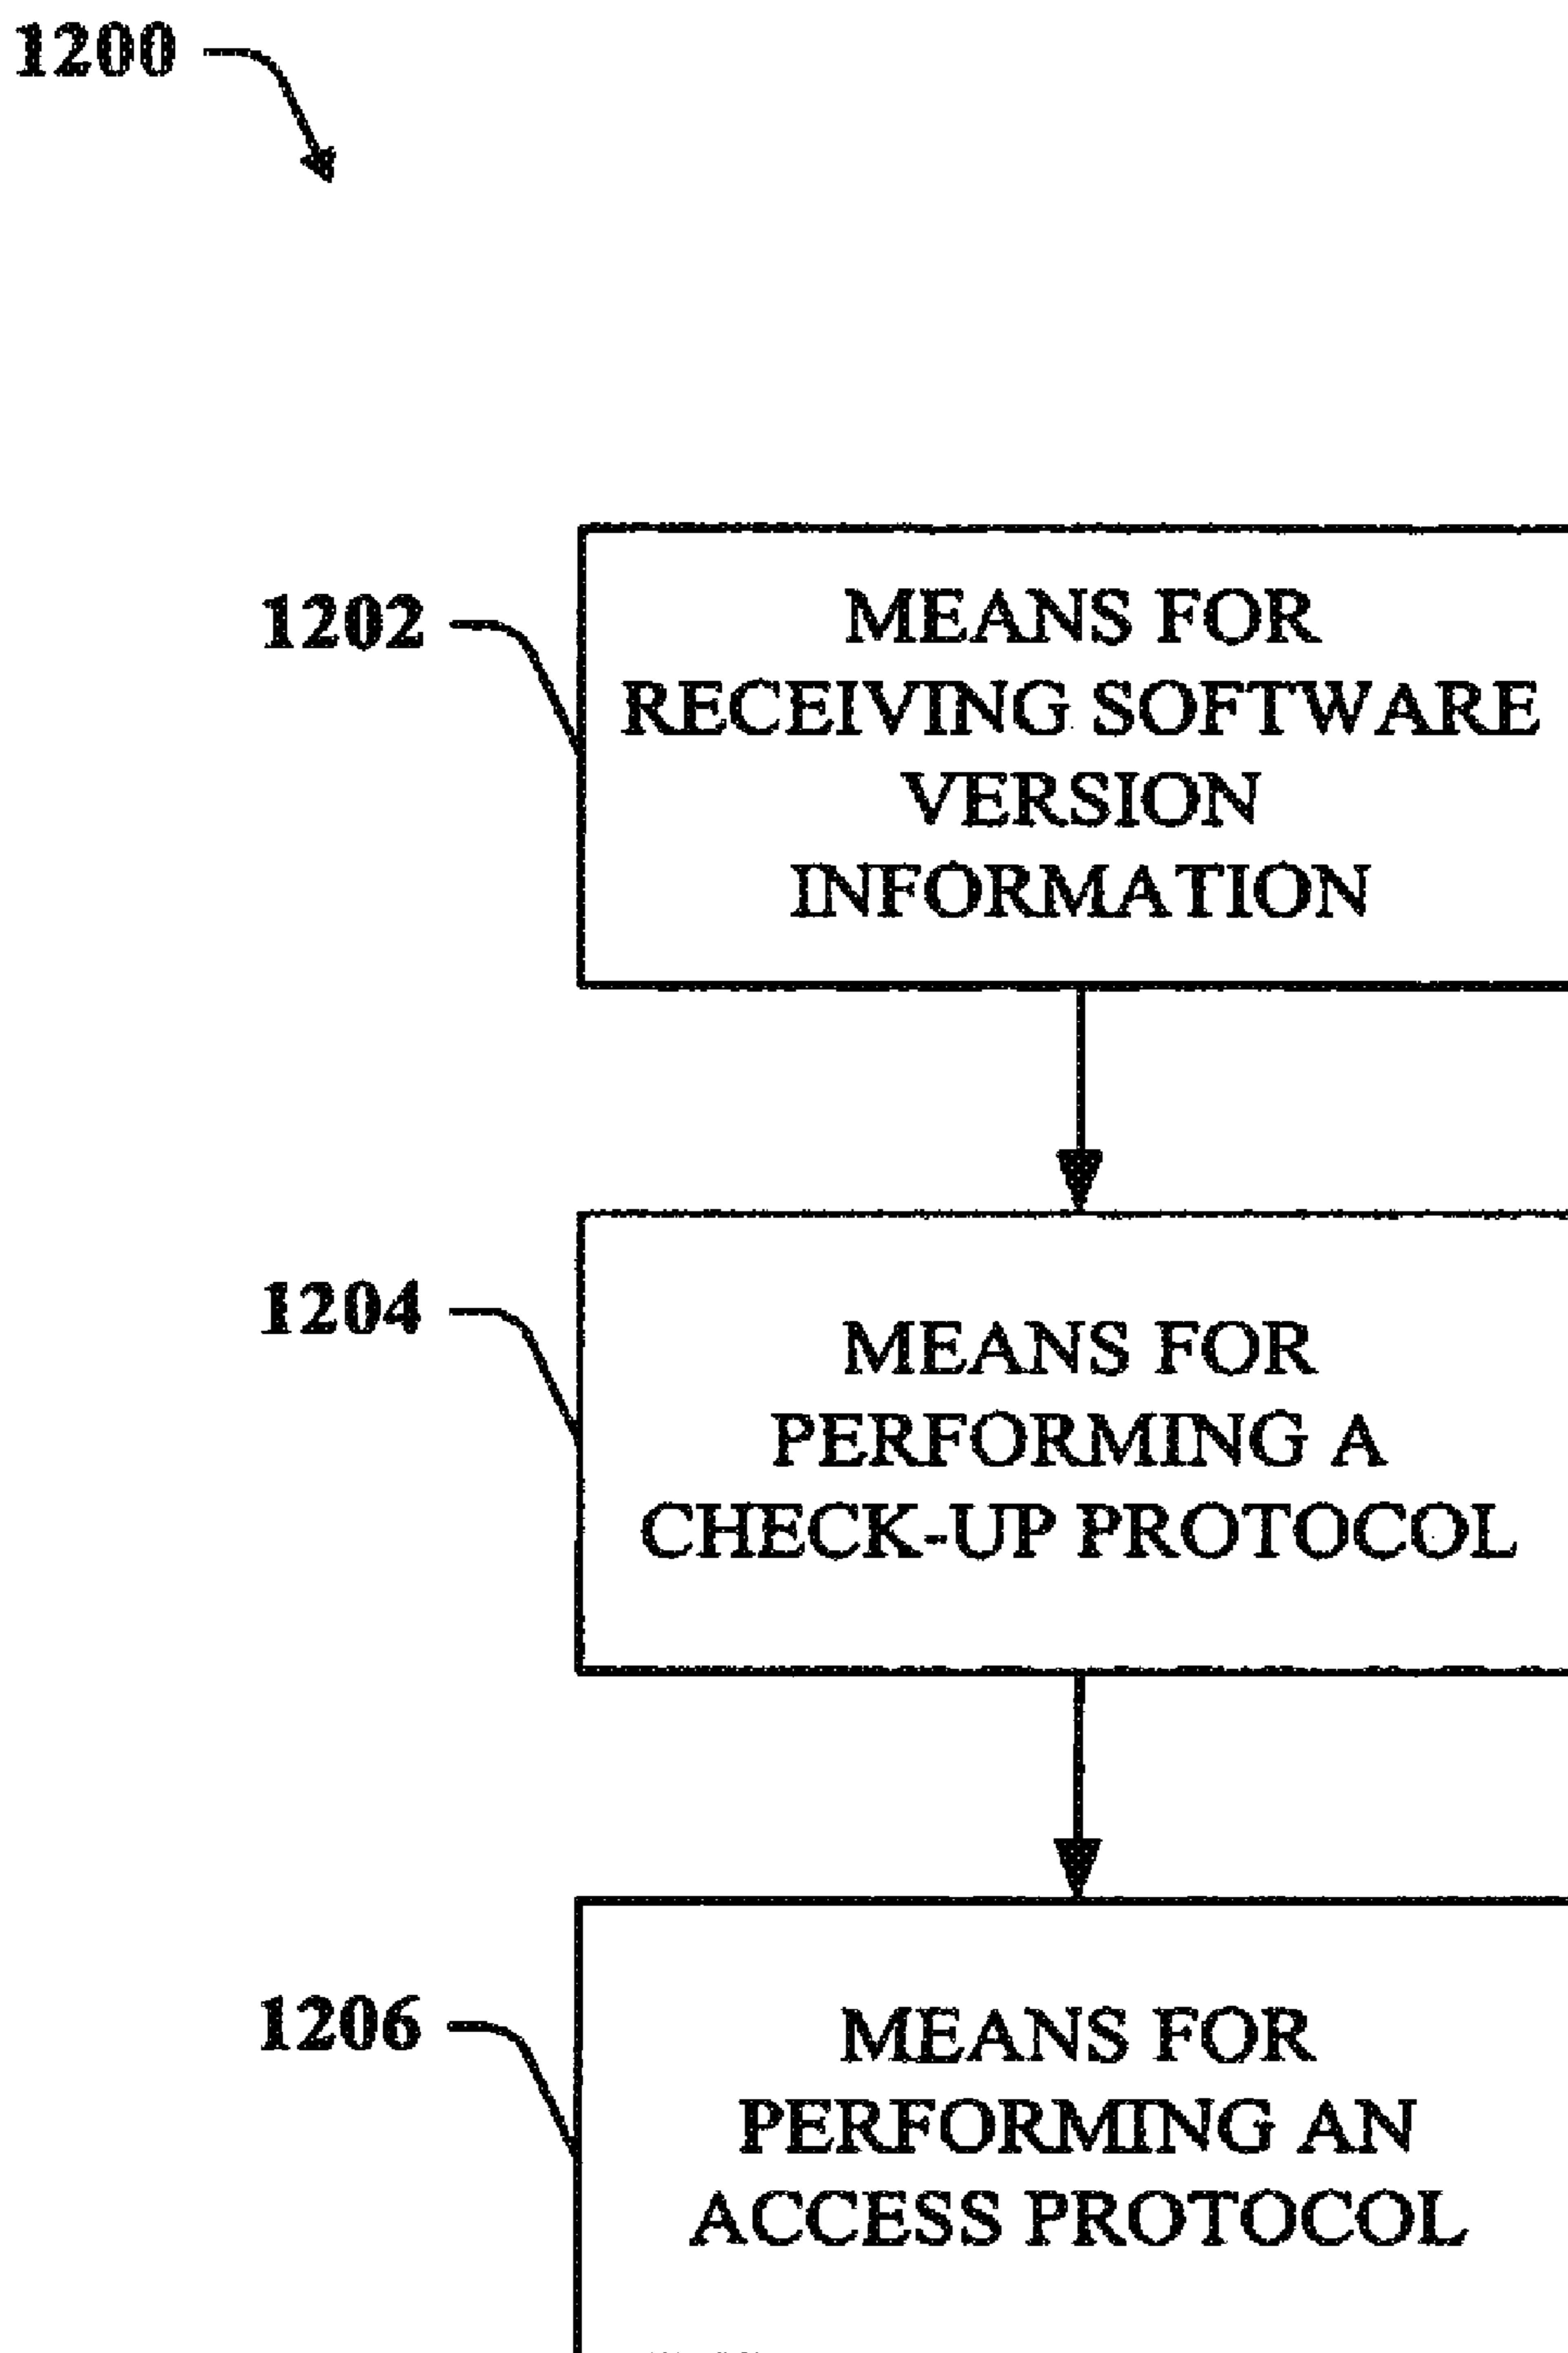 1200
1202
MEANS FOR
RECEIVING SOFTWARE
VERSION
INFORMATION
1204
MEANS FOR
PERFORMING A
CHECK-UP PROTOCOL
1206
MEANS FOR
PERFORMING AN
ACCESS PROTOCOL